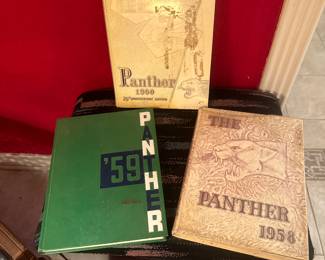 Panther
1960
25TH ANNIVERSARY EDITION
'59
PANTHER
THE
PANTHER
1958